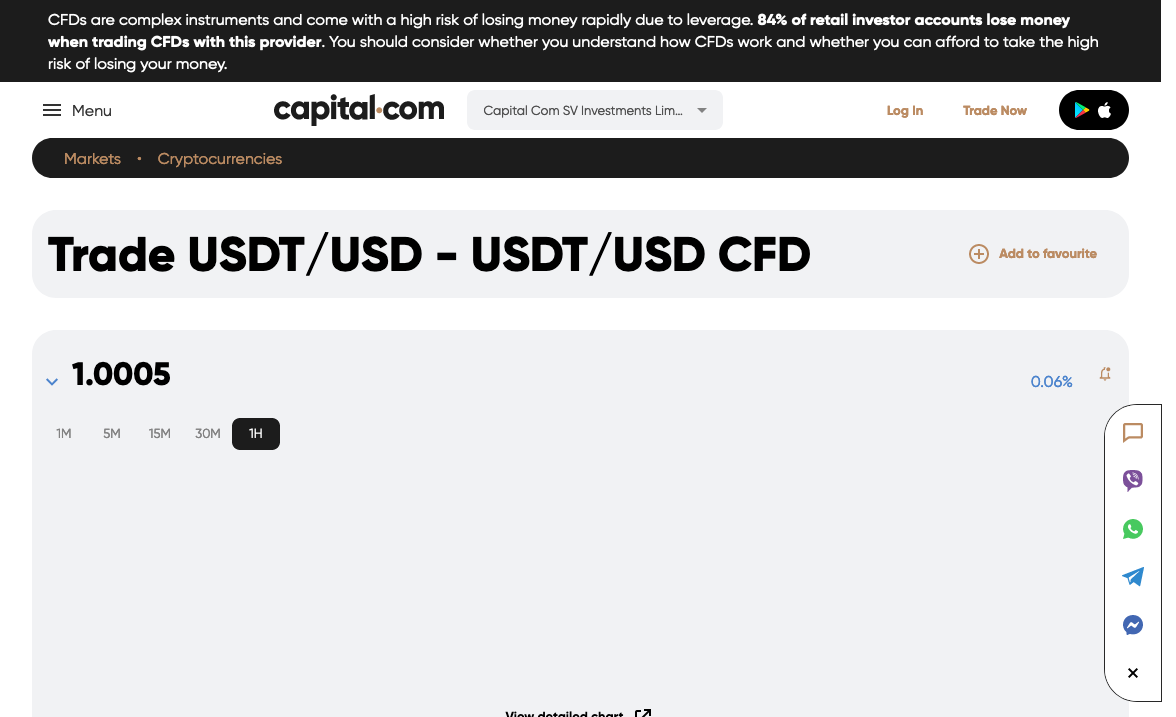 CFDs are complex instruments and come with a high risk of losing money rapidly due to leverage. 84% of retail investor accounts lose money
when trading CFDs with this provider. You should consider whether you understand how CFDs work and whether you can afford to take the high
risk of losing your money.
Menu
capital.com
Capital Com SV Investments Lim...
Log In
Trade Now
Markets • Cryptocurrencies
Trade USDT/USD - USDT/USD CFD
Add to favourite
1.0005
0.06%
1M 5M 15M 30M 1H
View detailed chart